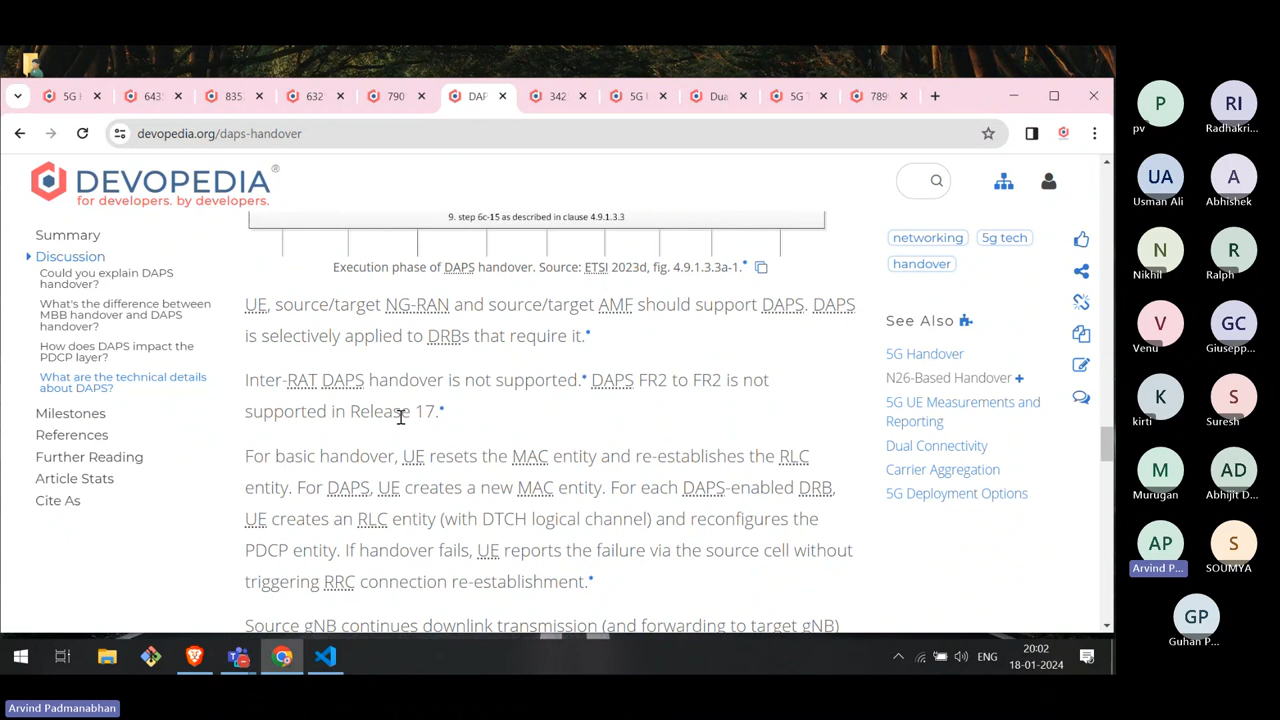 5G H
643
835
632
790
DAP
342
5G U
Dua
5G T
789
devopedia.org/daps-handover
DEVOPEDIA®
for developers. by developers.
Summary
Discussion
Could you explain DAPS
handover?
What's the difference between
MBB handover and DAPS
handover?
How does DAPS impact the
PDCP layer?
What are the technical details
about DAPS?
Milestones
References
Further Reading
Article Stats
Cite As
9. step 6c-15 as described in clause 4.9.1.3.3
Execution phase of DAPS handover. Source: ETSI 2023d, fig. 4.9.1.3.3a-1.
UE, source/target NG-RAN and source/target AMF should support DAPS. DAPS
is selectively applied to DRBs that require it.
Inter-RAT DAPS handover is not supported. DAPS FR2 to FR2 is not
supported in Release 17.
For basic handover, UE resets the MAC entity and re-establishes the RLC
entity. For DAPS, UE creates a new MAC entity. For each DAPS-enabled DRB,
UE creates an RLC entity (with DTCH logical channel) and reconfigures the
PDCP entity. If handover fails, UE reports the failure via the source cell without
triggering RRC connection re-establishment.
Source gNB continues downlink transmission (and forwarding to target gNB)
networking
5g tech
handover
See Also
5G Handover
N26-Based Handover +
5G UE Measurements and
Reporting
Dual Connectivity
Carrier Aggregation
5G Deployment Options
ENG
20:02
18-01-2024
P
pv
RI
Radhakri...
UA
Usman Ali
A
Abhishek
N
Nikhil
R
Ralph
V
Venu
GC
Giusepp...
K
kirti
S
Suresh
M
Murugan
AD
Abhijit D...
AP
Arvind P...
S
SOUMYA
GP
Guhan P...
Arvind Padmanabhan